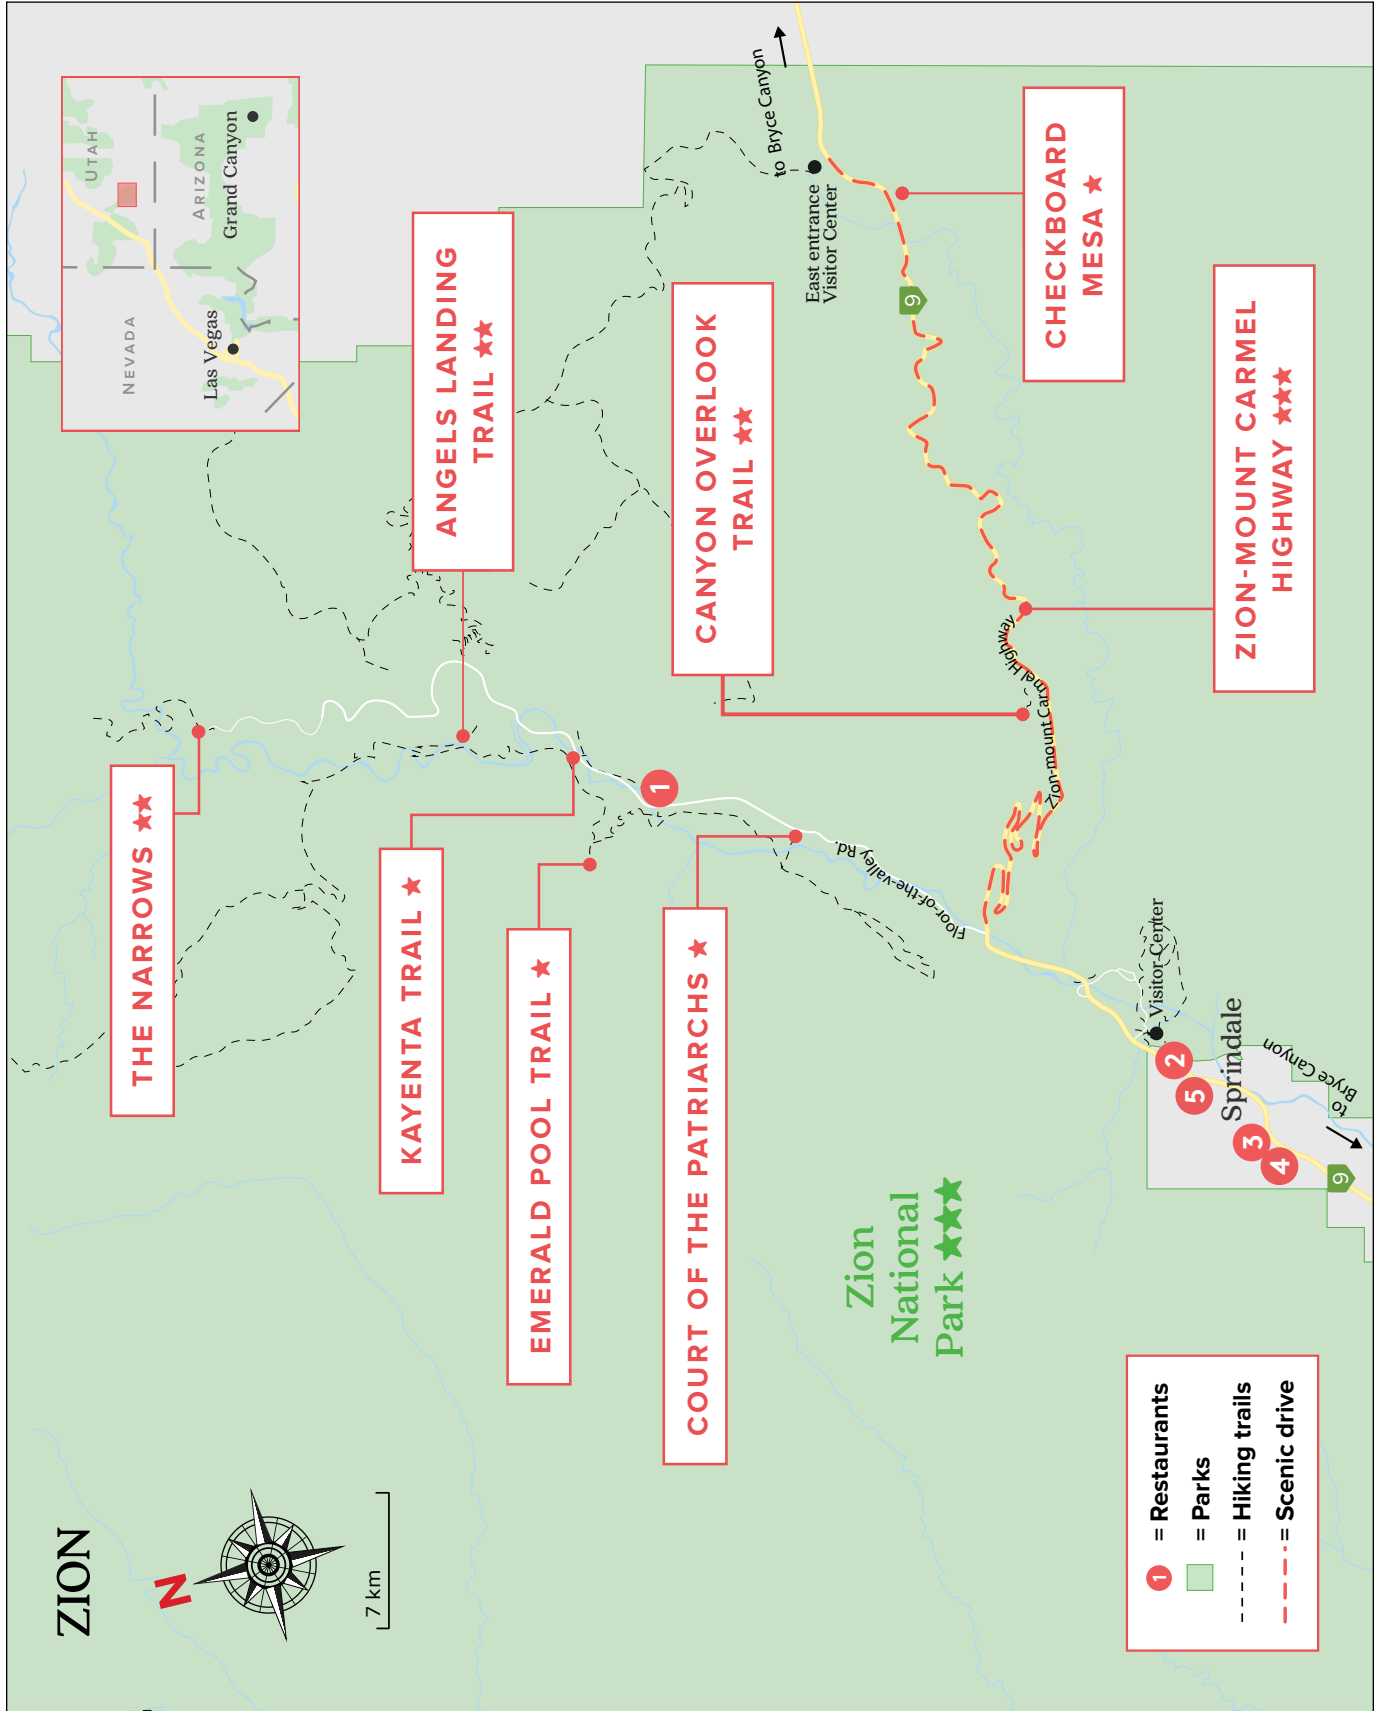 ZION
N
7 km
UTAH
NEVADA
ARIZONA
Las Vegas
Grand Canyon
THE NARROWS ★★
KAYENTA TRAIL ★
ANGELS LANDING
TRAIL ★★
EMERALD POOL TRAIL ★
CANYON OVERLOOK
TRAIL ★★
COURT OF THE PATRIARCHS ★
CHECKBOARD
MESA ★
ZION-MOUNT CARMEL
HIGHWAY ★★★
to Bryce Canyon
East entrance
Visitor Center
9
Zion-mount Carmel Highway
Floor-of-the-valley Rd.
1
Zion
National
Park ★★★
Visitor Center
Sprindale
2
5
3
4
9
to
Bryce Canyon
1 = Restaurants
= Parks
= Hiking trails
= Scenic drive